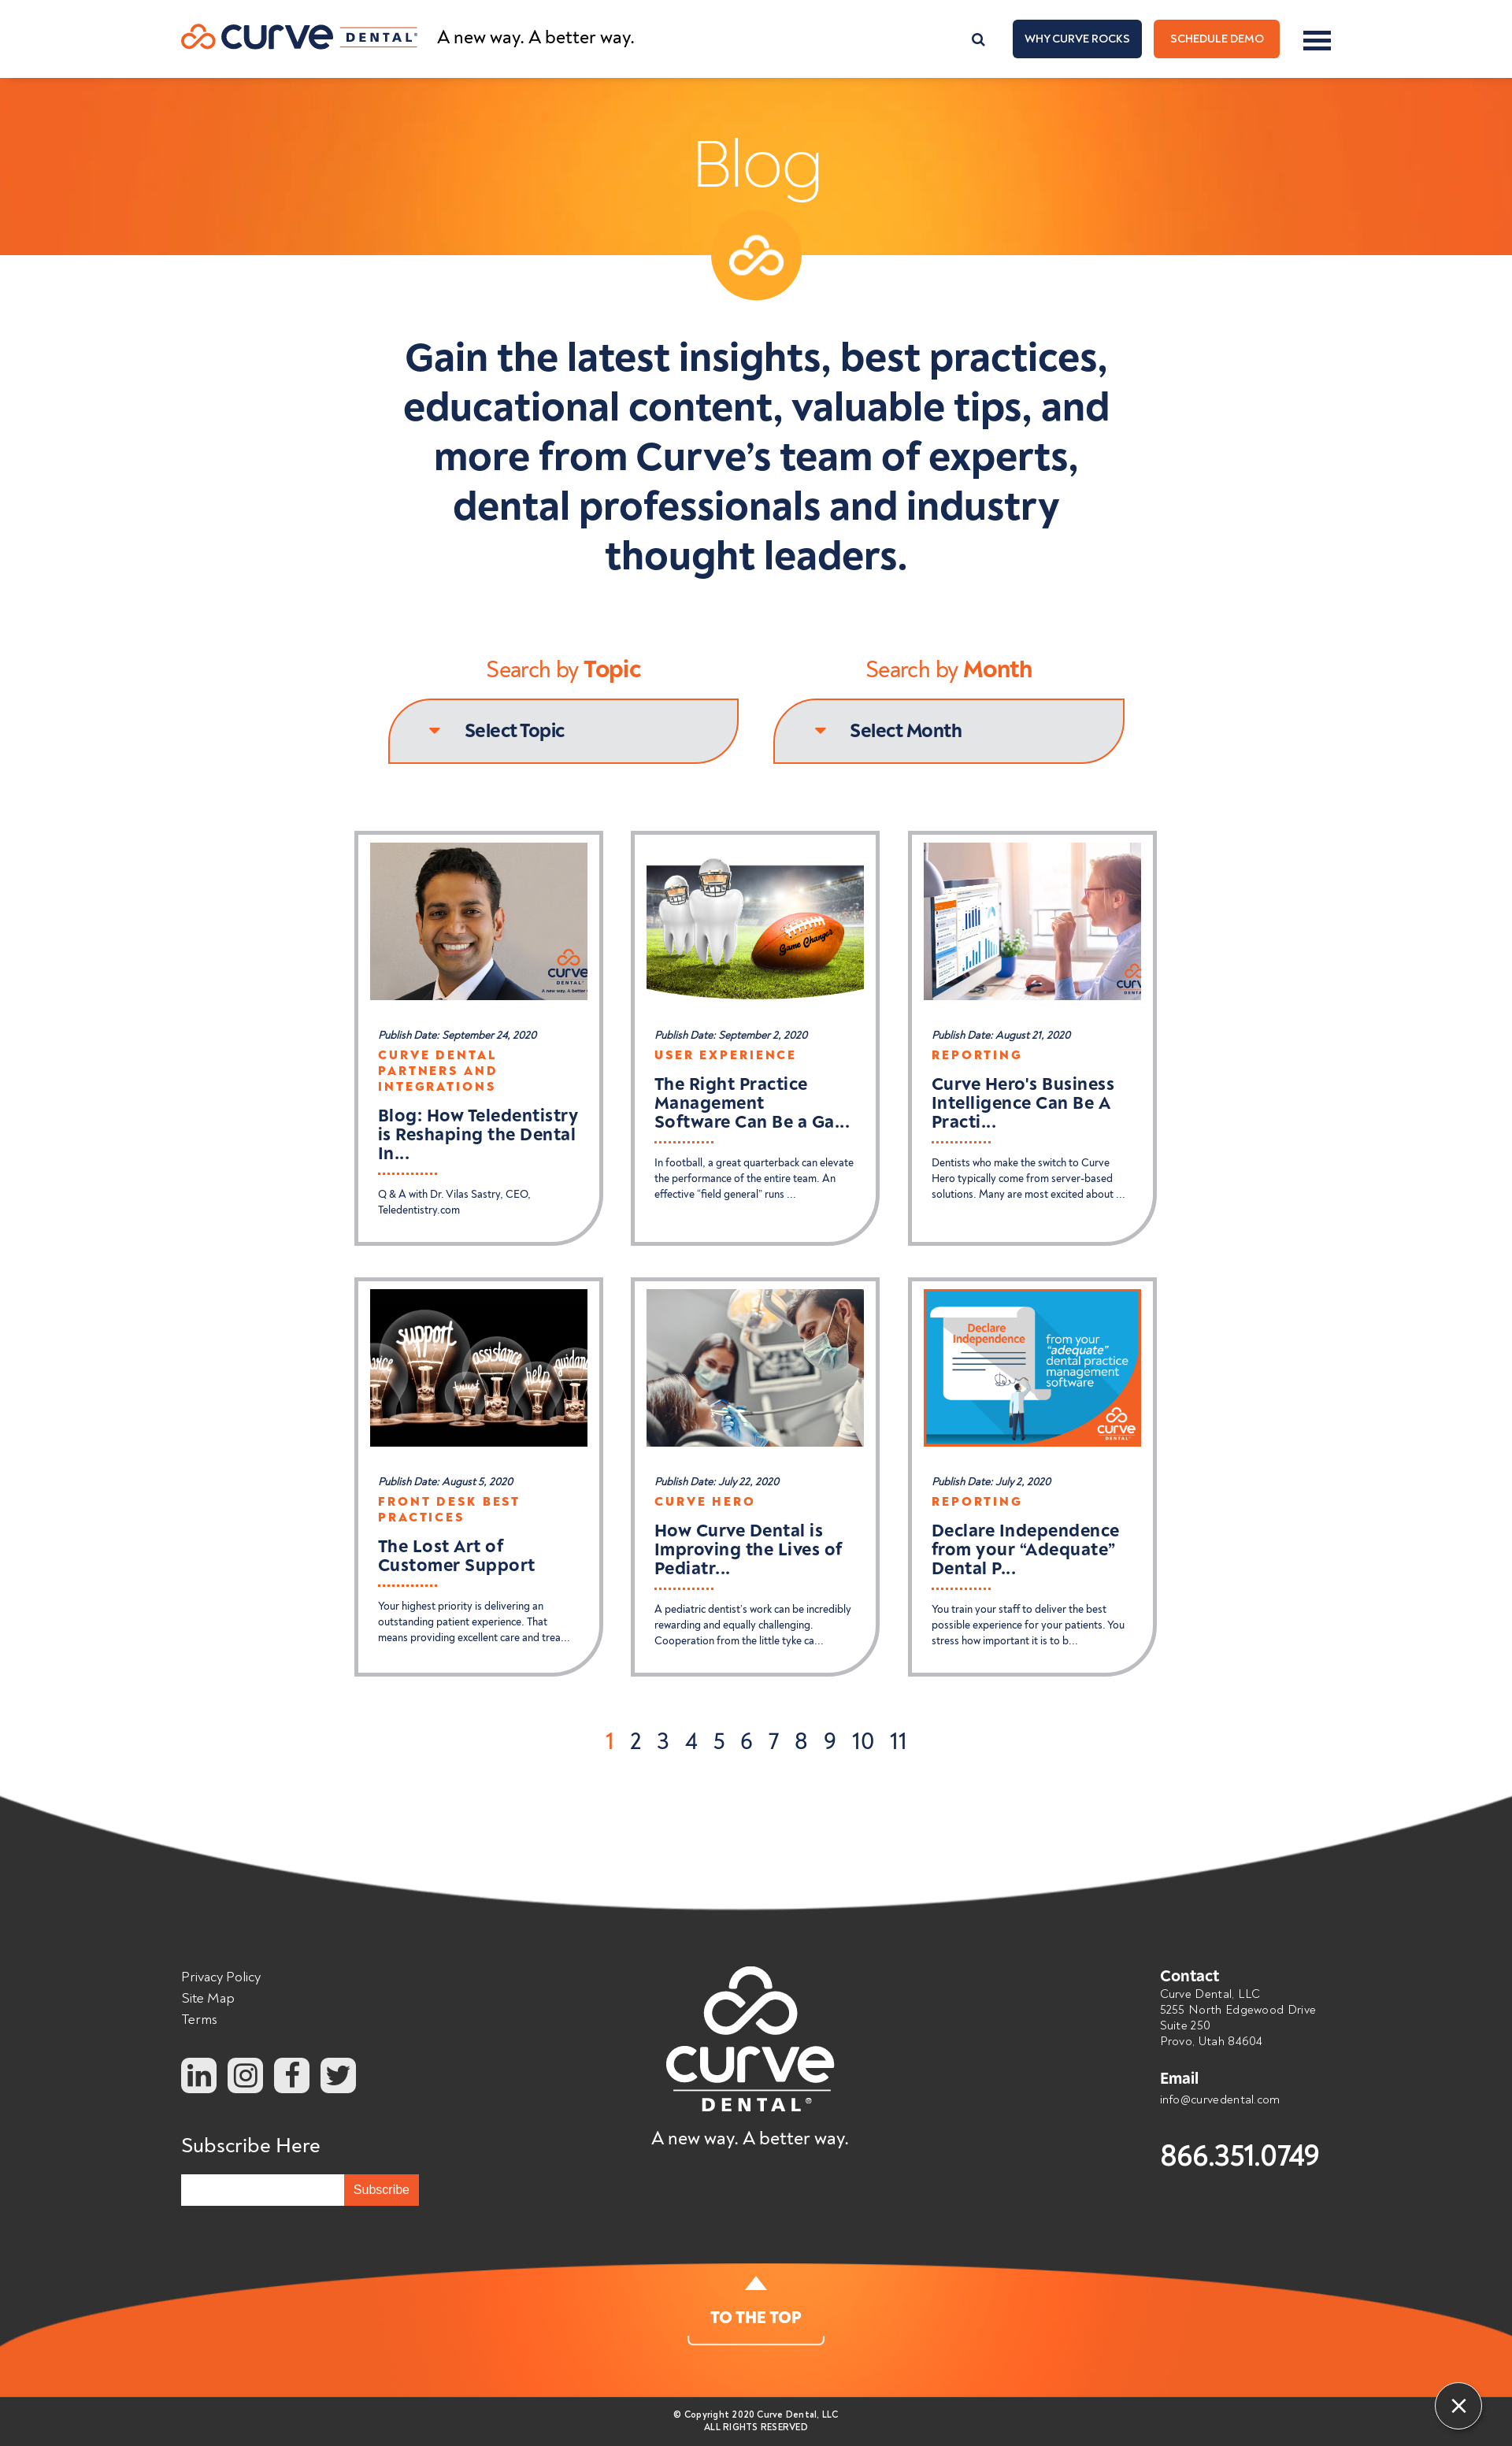 curve DENTAL® A new way. A better way.
WHY CURVE ROCKS
SCHEDULE DEMO
Blog
Gain the latest insights, best practices,
educational content, valuable tips, and
more from Curve’s team of experts,
dental professionals and industry
thought leaders.
Search by Topic
Select Topic
Search by Month
Select Month
curve
DENTAL®
Publish Date: September 24, 2020
CURVE DENTAL
PARTNERS AND
INTEGRATIONS
Blog: How Teledentistry
is Reshaping the Dental
In...
Q & A with Dr. Vilas Sastry, CEO,
Teledentistry.com
Game Changer
Publish Date: September 2, 2020
USER EXPERIENCE
The Right Practice
Management
Software Can Be a Ga...
In football, a great quarterback can elevate
the performance of the entire team. An
effective "field general" runs ...
Publish Date: August 21, 2020
REPORTING
Curve Hero's Business
Intelligence Can Be A
Practi...
Dentists who make the switch to Curve
Hero typically come from server-based
solutions. Many are most excited about ...
support
assistance
trust
help
guidanc
Publish Date: August 5, 2020
FRONT DESK BEST
PRACTICES
The Lost Art of
Customer Support
Your highest priority is delivering an
outstanding patient experience. That
means providing excellent care and trea...
Publish Date: July 22, 2020
CURVE HERO
How Curve Dental is
Improving the Lives of
Pediatr...
A pediatric dentist's work can be incredibly
rewarding and equally challenging.
Cooperation from the little tyke ca...
Declare
Independence
from your
“adequate”
dental practice
management
software
curve
DENTAL
Publish Date: July 2, 2020
REPORTING
Declare Independence
from your “Adequate”
Dental P...
You train your staff to deliver the best
possible experience for your patients. You
stress how important it is to b...
1 2 3 4 5 6 7 8 9 10 11
Privacy Policy
Site Map
Terms
Subscribe Here
Subscribe
curve
DENTAL®
A new way. A better way.
Contact
Curve Dental, LLC
5255 North Edgewood Drive
Suite 250
Provo, Utah 84604
Email
info@curvedental.com
866.351.0749
TO THE TOP
© Copyright 2020 Curve Dental, LLC
ALL RIGHTS RESERVED